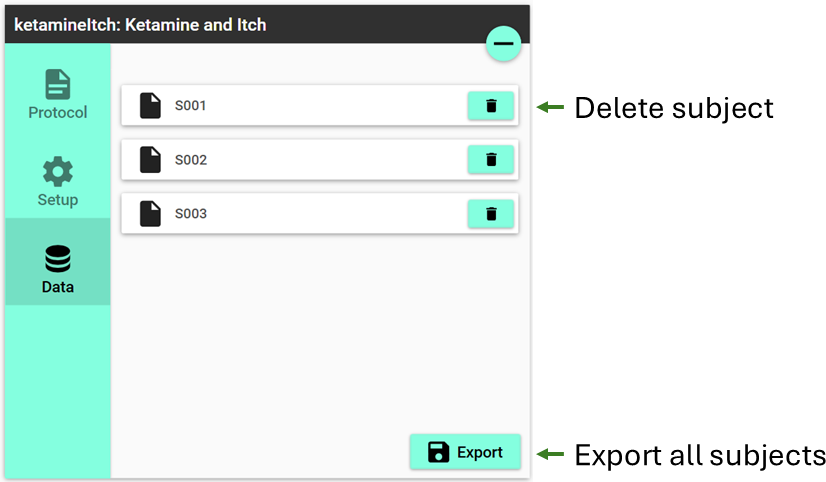 ketamineItch: Ketamine and Itch
Protocol
Setup
Data
S001
S002
S003
Export
Delete subject
Export all subjects